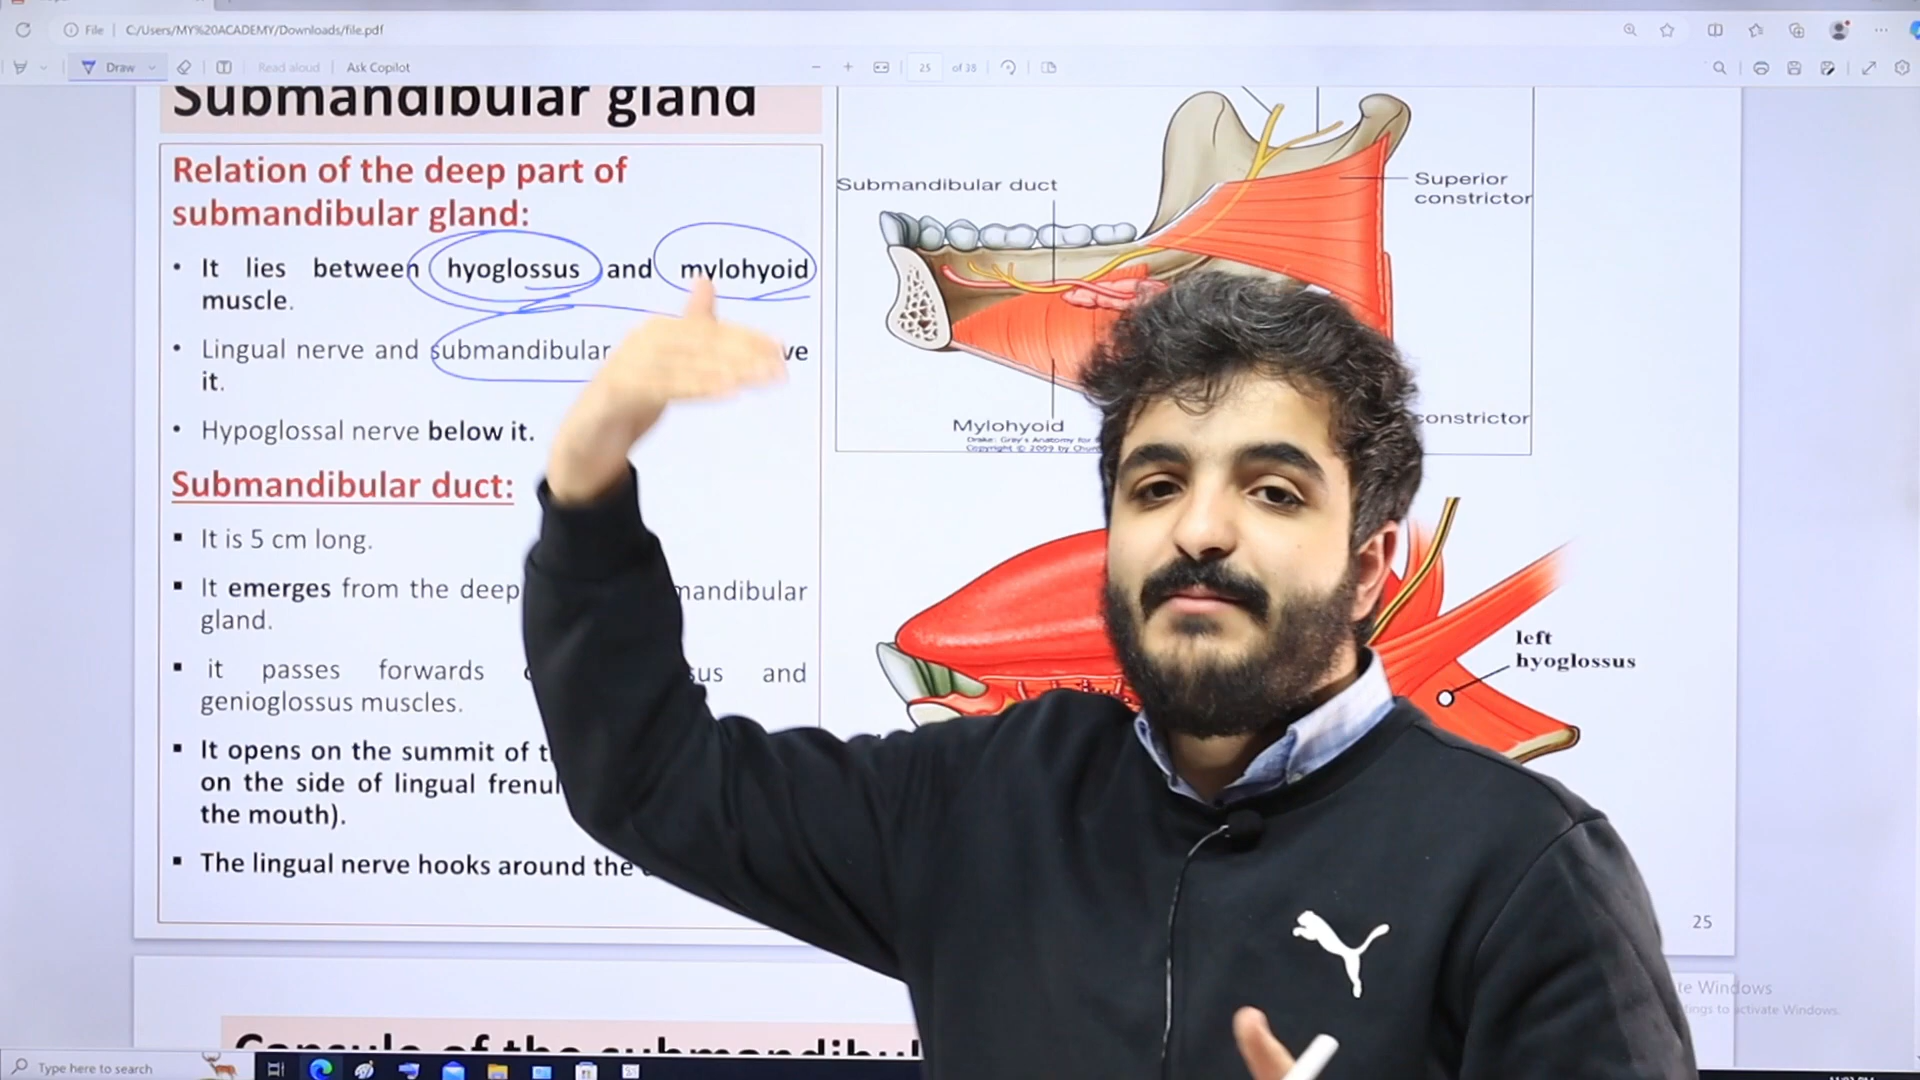 File
C:/Users/MY%20ACADEMY/Downloads/file.pdf
Draw
Read aloud
Ask Copilot
25
of 38
Submandibular gland
Relation of the deep part of
submandibular gland:
• It lies between hyoglossus and mylohyoid
muscle.
• Lingual nerve and submandibular
it.
• Hypoglossal nerve below it.
Submandibular duct:
▪ It is 5 cm long.
▪ It emerges from the deep
gland.
▪ it passes forwards and
genioglossus muscles.
▪ It opens on the summit of
on the side of lingual
the mouth).
▪ The lingual nerve hooks around the
Submandibular duct
Superior
constrictor
Mylohyoid
constrictor
left
hyoglossus
25
Windows
activate Windows.
Type here to search